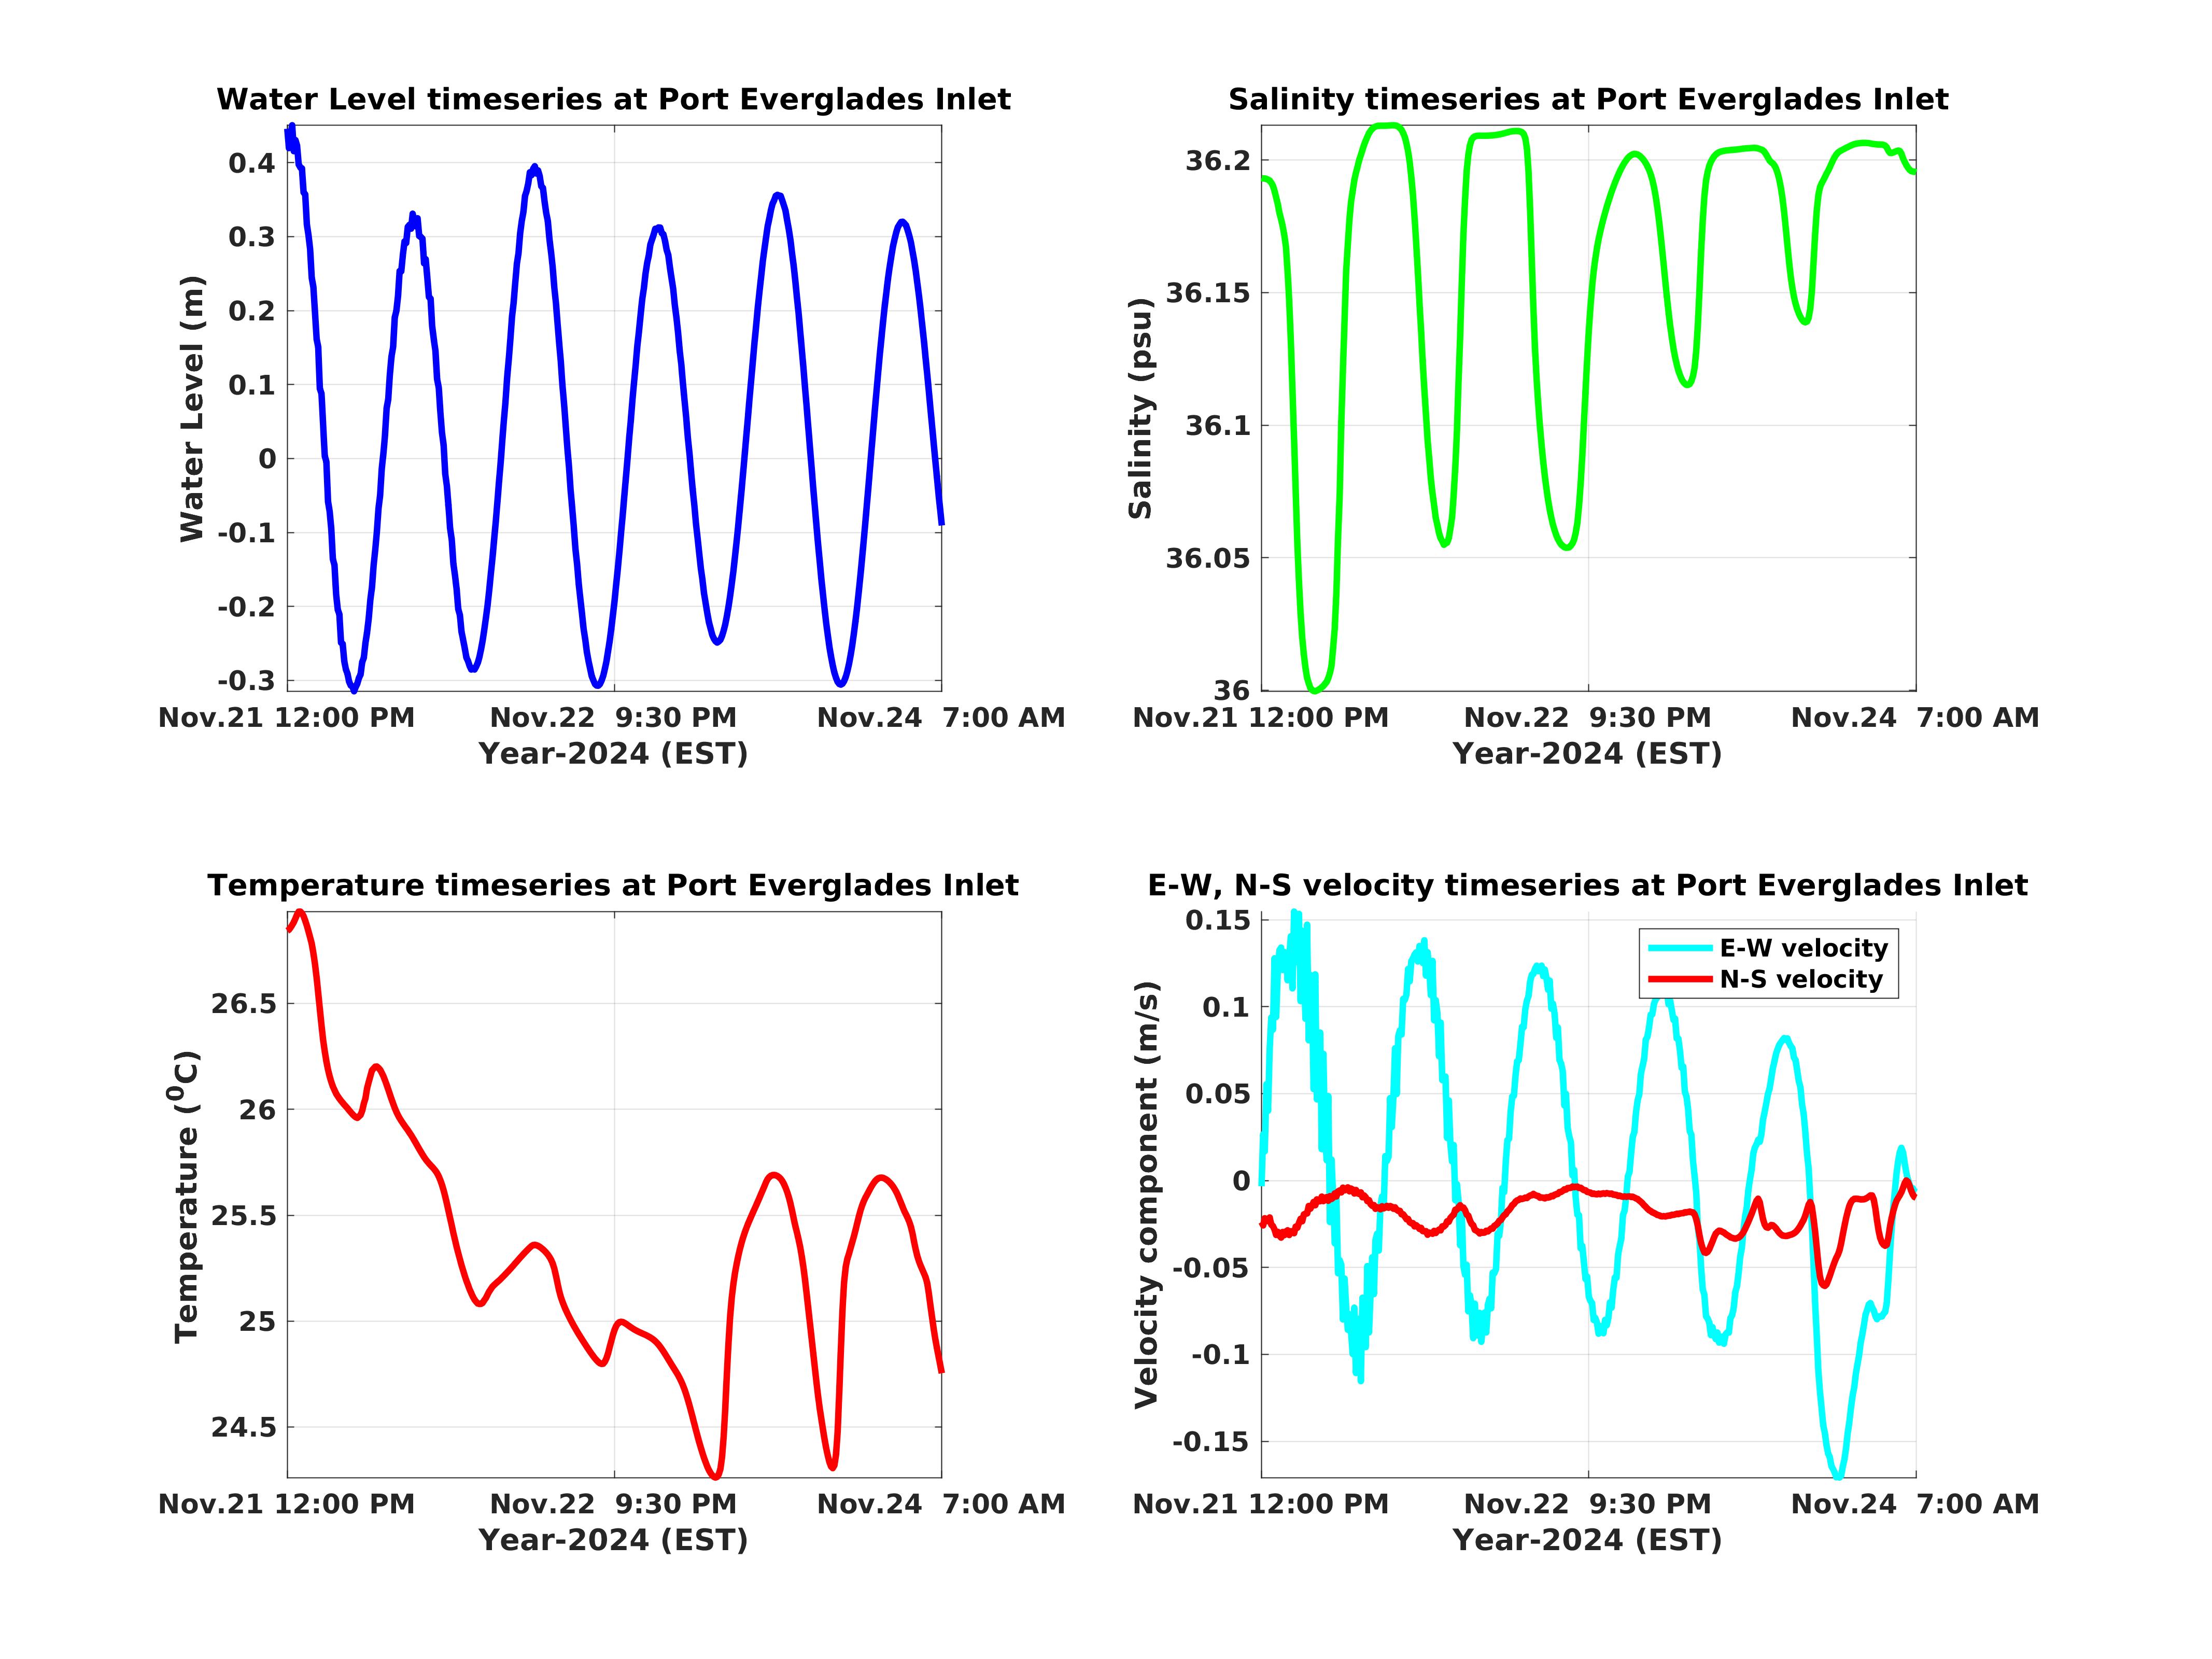 Water Level timeseries at Port Everglades Inlet
0.4
0.3
0.2
0.1
0
-0.1
-0.2
-0.3
Water Level (m)
Nov.21 12:00 PM Nov.22 9:30 PM Nov.24 7:00 AM
Year-2024 (EST)
Salinity timeseries at Port Everglades Inlet
36.2
36.15
36.1
36.05
36
Salinity (psu)
Nov.21 12:00 PM Nov.22 9:30 PM Nov.24 7:00 AM
Year-2024 (EST)
Temperature timeseries at Port Everglades Inlet
26.5
26
25.5
25
24.5
Temperature (⁰C)
Nov.21 12:00 PM Nov.22 9:30 PM Nov.24 7:00 AM
Year-2024 (EST)
E-W, N-S velocity timeseries at Port Everglades Inlet
0.15
0.1
0.05
0
-0.05
-0.1
-0.15
Velocity component (m/s)
E-W velocity
N-S velocity
Nov.21 12:00 PM Nov.22 9:30 PM Nov.24 7:00 AM
Year-2024 (EST)